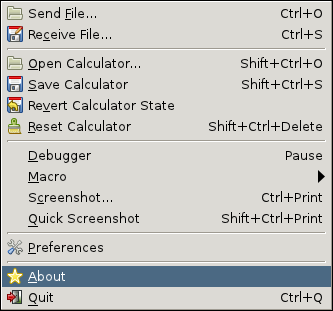 Send File... Ctrl+O
Receive File... Ctrl+S
Open Calculator... Shift+Ctrl+O
Save Calculator Shift+Ctrl+S
Revert Calculator State
Reset Calculator Shift+Ctrl+Delete
Debugger Pause
Macro
Screenshot... Ctrl+Print
Quick Screenshot Shift+Ctrl+Print
Preferences
About
Quit Ctrl+Q